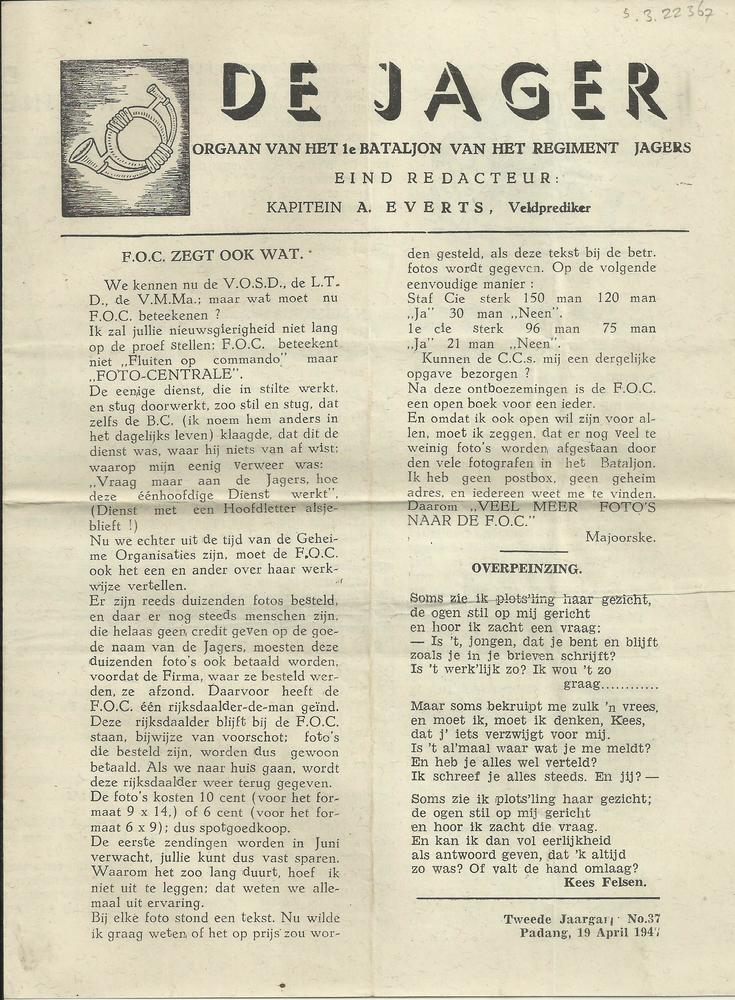 5.3.22367
DE JAGER
ORGAAN VAN HET 1e BATALJON VAN HET REGIMENT JAGERS
EIND REDACTEUR:
KAPITEIN A. EVERTS, Veldprediker
F.O.C. ZEGT OOK WAT.
We kennen nu de V.O.S.D., de L.T.
D., de V.M.Ma.; maar wat moet nu
F.O.C. beteekenen ?
Ik zal jullie nieuwsgierigheid niet lang
op de proef stellen: F.O.C. beteekent
niet „Fluiten op commando" maar
„FOTO-CENTRALE".
De eenige dienst, die in stilte werkt,
en stug doorwerkt, zoo stil en stug, dat
zelfs de B.C. (ik noem hem anders in
het dagelijks leven) klaagde, dat dit de
dienst was, waar hij niets van af wist;
waarop mijn eenig verweer was:
„Vraag maar aan de Jagers, hoe
deze éénhoofdige Dienst werkt".
(Dienst met een Hoofdletter alsje-
blieft !)
Nu we echter uit de tijd van de Gehei-
me Organisaties zijn, moet de F.O.C.
ook het een en ander over haar werk-
wijze vertellen.
Er zijn reeds duizenden fotos besteld,
en daar er nog steeds menschen zijn,
die helaas geen credit geven op de goe-
de naam van de Jagers, moesten deze
duizenden foto's ook betaald worden,
voordat de Firma, waar ze besteld wer-
den, ze afzond. Daarvoor heeft de
F.O.C. één rijksdaalder-de-man geïnd.
Deze rijksdaalder blijft bij de F.O.C.
staan, bijwijze van voorschot; foto's
die besteld zijn, worden dus gewoon
betaald. Als we naar huis gaan, wordt
deze rijksdaalder weer terug gegeven.
De foto's kosten 10 cent (voor het for-
maat 9 x 14,) of 6 cent (voor het for-
maat 6 x 9); dus spotgoedkoop.
De eerste zendingen worden in Juni
verwacht, jullie kunt dus vast sparen.
Waarom het zoo lang duurt, hoef ik
niet uit te leggen; dat weten we alle-
maal uit ervaring.
Bij elke foto stond een tekst. Nu wilde
ik graag weten of het op prijs zou wor-
den gesteld, als deze tekst bij de betr.
fotos wordt gegeven. Op de volgende
eenvoudige manier :
Staf Cie sterk 150 man 120 man
„Ja" 30 man „Neen".
1e cie sterk 96 man 75 man
„Ja" 21 man „Neen".
Kunnen de C.C.s. mij een dergelijke
opgave bezorgen ?
Na deze ontboezemingen is de F.O.C.
een open boek voor een ieder.
En omdat ik ook open wil zijn voor al-
len, moet ik zeggen, dat er nog veel te
weinig foto's worden afgestaan door
den vele fotografen in het Bataljon.
Ik heb geen postbox, geen geheim
adres, en iedereen weet me te vinden.
Daarom „VEEL MEER FOTO'S
NAAR DE F.O.C."
Majoorske.
OVERPEINZING.
Soms zie ik plots'ling haar gezicht,
de ogen stil op mij gericht
en hoor ik zacht een vraag:
— Is 't, jongen, dat je bent en blijft
zoals je in je brieven schrijft?
Is 't werk'lijk zo? Ik wou 't zo
graag............
Maar soms bekruipt me zulk 'n vrees,
en moet ik, moet ik denken, Kees,
dat j' iets verzwijgt voor mij.
Is 't al'maal waar wat je me meldt?
En heb je alles wel verteld?
Ik schreef je alles steeds. En jij? —
Soms zie ik plots'ling haar gezicht;
de ogen stil op mij gericht
en hoor ik zacht die vraag.
En kan ik dan vol eerlijkheid
als antwoord geven, dat 'k altijd
zo was? Of valt de hand omlaag?
Kees Felsen.
Tweede Jaargang No.37
Padang, 19 April 1947